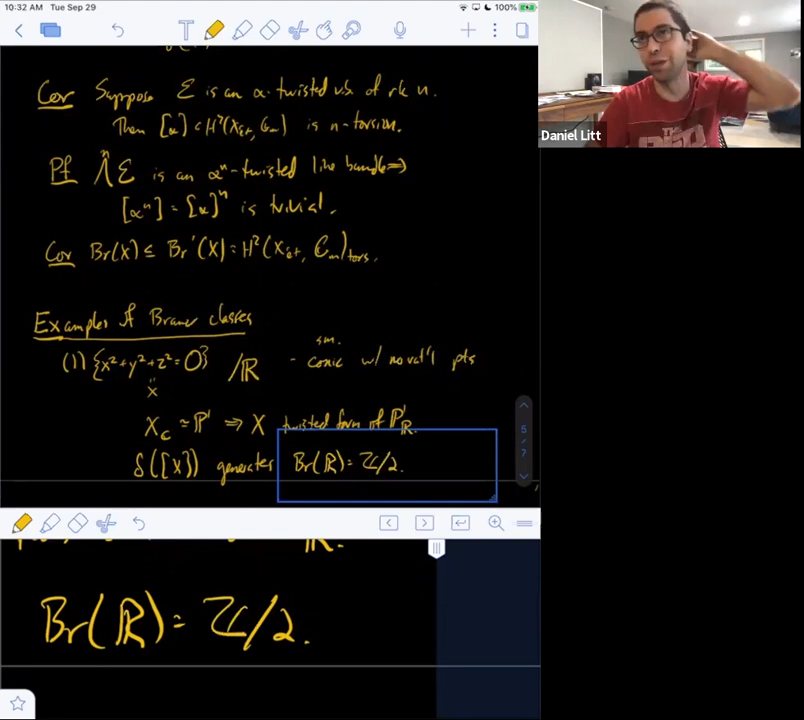 10:32 AM Tue Sep 29
100%
Cor Suppose ℰ is an α-twisted v.b. of rk n.
Then [α] ∈ H²(X_ét, 𝔾_m) is n-torsion.
Pf Λⁿℰ is an αⁿ-twisted line bundle ⇒
[αⁿ] = [α]ⁿ is trivial.
Cor Br(X) ≤ Br'(X) = H²(X_ét, 𝔾_m)_tors.
Examples of Brauer classes
sm.
(1) {x²+y²+z²=0} /ℝ - conic w/ no rat'l pts
X
X_ℂ ≃ ℙ¹ ⇒ X twisted form of ℙ¹_ℝ.
δ([X]) generates Br(ℝ) = ℤ/2.
5
/
?
ℝ.
Br(ℝ) = ℤ/2.
Daniel Litt